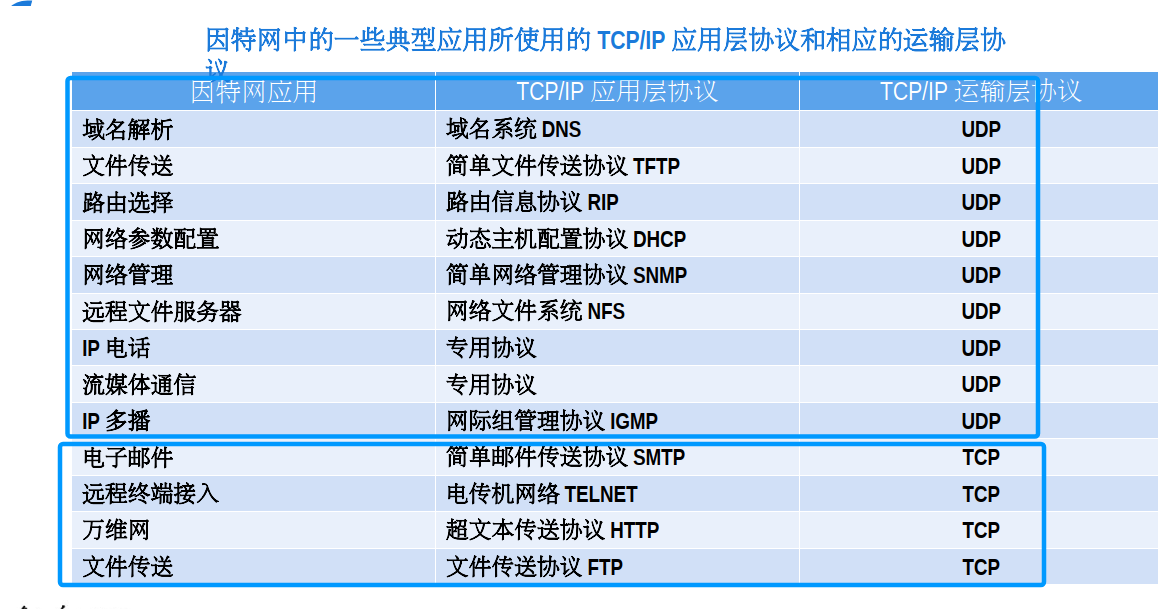 因特网中的一些典型应用所使用的 TCP/IP 应用层协议和相应的运输层协
议
因特网应用 TCP/IP 应用层协议 TCP/IP 运输层协议
域名解析 域名系统 DNS UDP
文件传送 简单文件传送协议 TFTP UDP
路由选择 路由信息协议 RIP UDP
网络参数配置 动态主机配置协议 DHCP UDP
网络管理 简单网络管理协议 SNMP UDP
远程文件服务器 网络文件系统 NFS UDP
IP 电话 专用协议 UDP
流媒体通信 专用协议 UDP
IP 多播 网际组管理协议 IGMP UDP
电子邮件 简单邮件传送协议 SMTP TCP
远程终端接入 电传机网络 TELNET TCP
万维网 超文本传送协议 HTTP TCP
文件传送 文件传送协议 FTP TCP